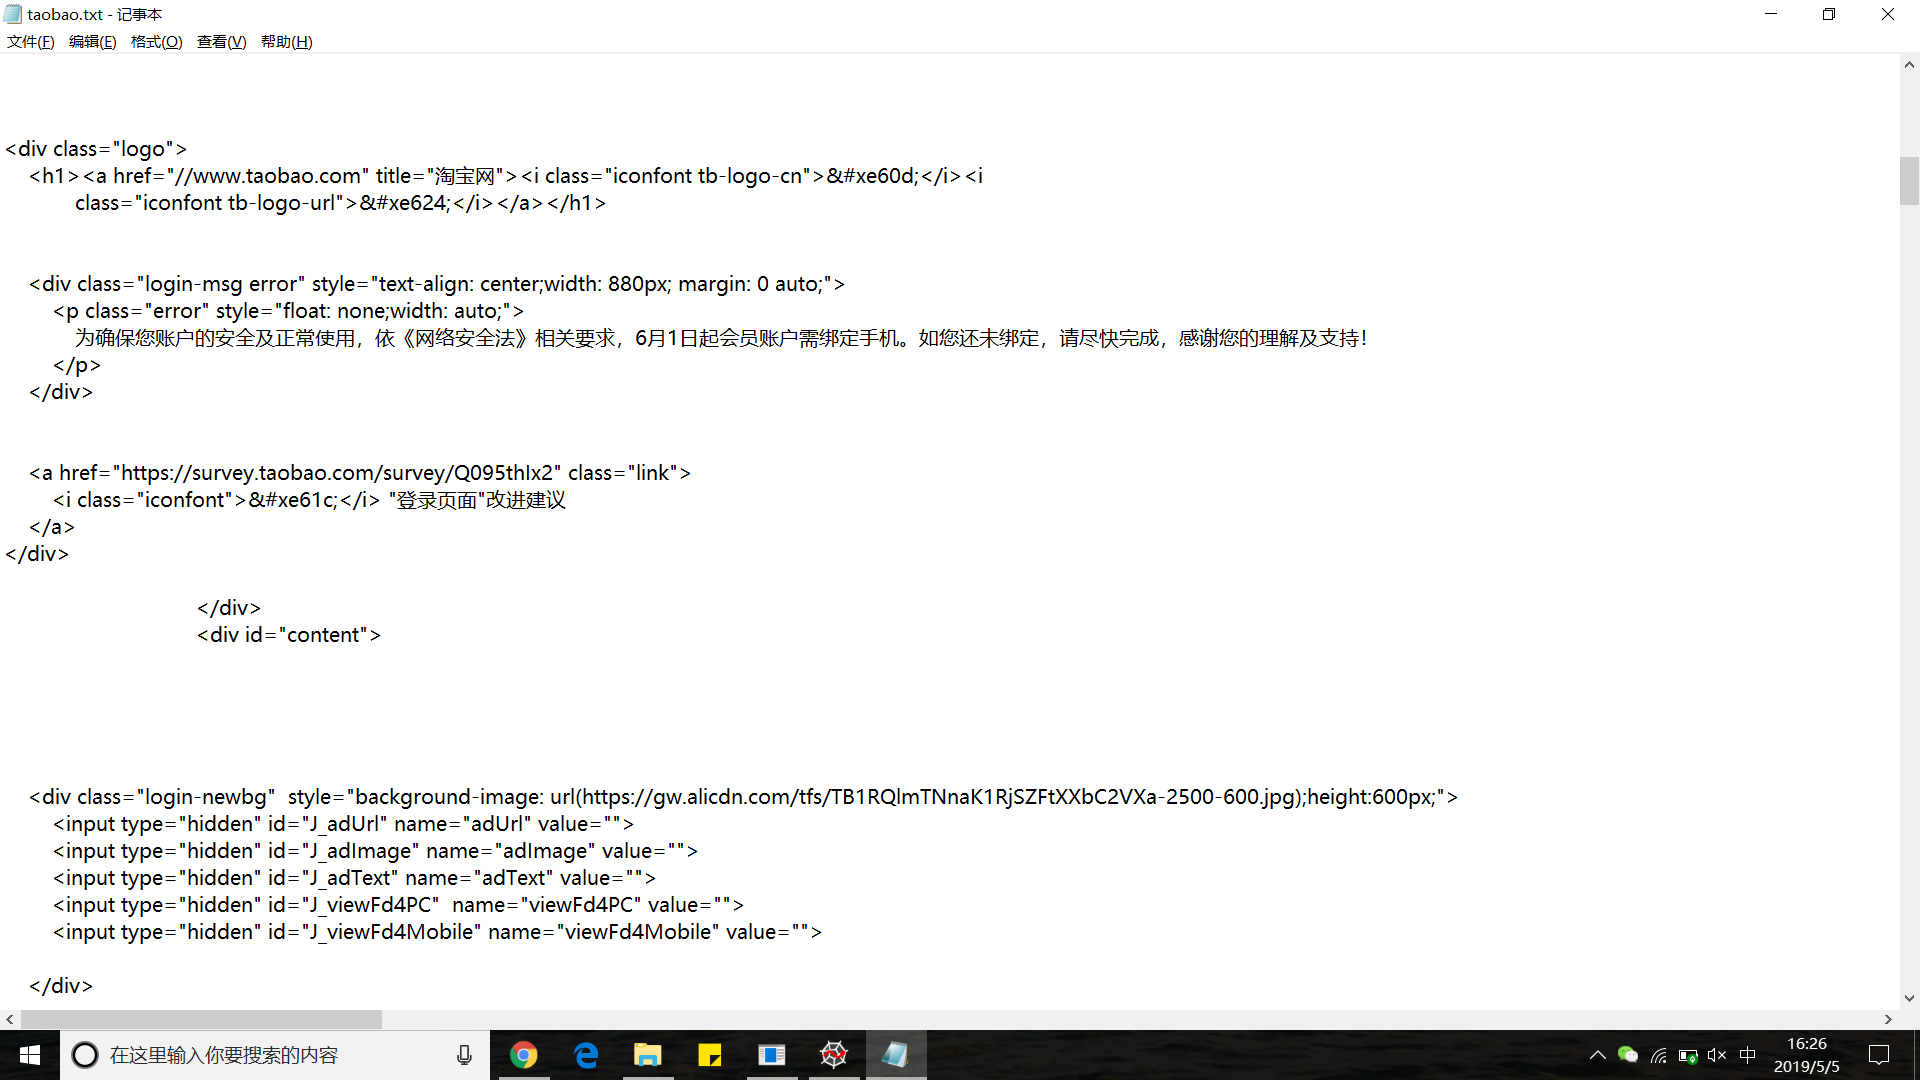 taobao.txt - 记事本
文件(F) 编辑(E) 格式(O) 查看(V) 帮助(H)
<div class="logo">
<h1><a href="//www.taobao.com" title="淘宝网"><i class="iconfont tb-logo-cn">&#xe60d;</i><i
class="iconfont tb-logo-url">&#xe624;</i></a></h1>
<div class="login-msg error" style="text-align: center;width: 880px; margin: 0 auto;">
<p class="error" style="float: none;width: auto;">
为确保您账户的安全及正常使用，依《网络安全法》相关要求，6月1日起会员账户需绑定手机。如您还未绑定，请尽快完成，感谢您的理解及支持！
</p>
</div>
<a href="https://survey.taobao.com/survey/Q095thIx2" class="link">
<i class="iconfont">&#xe61c;</i> "登录页面"改进建议
</a>
</div>
</div>
<div id="content">
<div class="login-newbg"  style="background-image: url(https://gw.alicdn.com/tfs/TB1RQlmTNnaK1RjSZFtXXbC2VXa-2500-600.jpg);height:600px;">
<input type="hidden" id="J_adUrl" name="adUrl" value="">
<input type="hidden" id="J_adImage" name="adImage" value="">
<input type="hidden" id="J_adText" name="adText" value="">
<input type="hidden" id="J_viewFd4PC"  name="viewFd4PC" value="">
<input type="hidden" id="J_viewFd4Mobile" name="viewFd4Mobile" value="">
</div>
在这里输入你要搜索的内容
中
16:26
2019/5/5